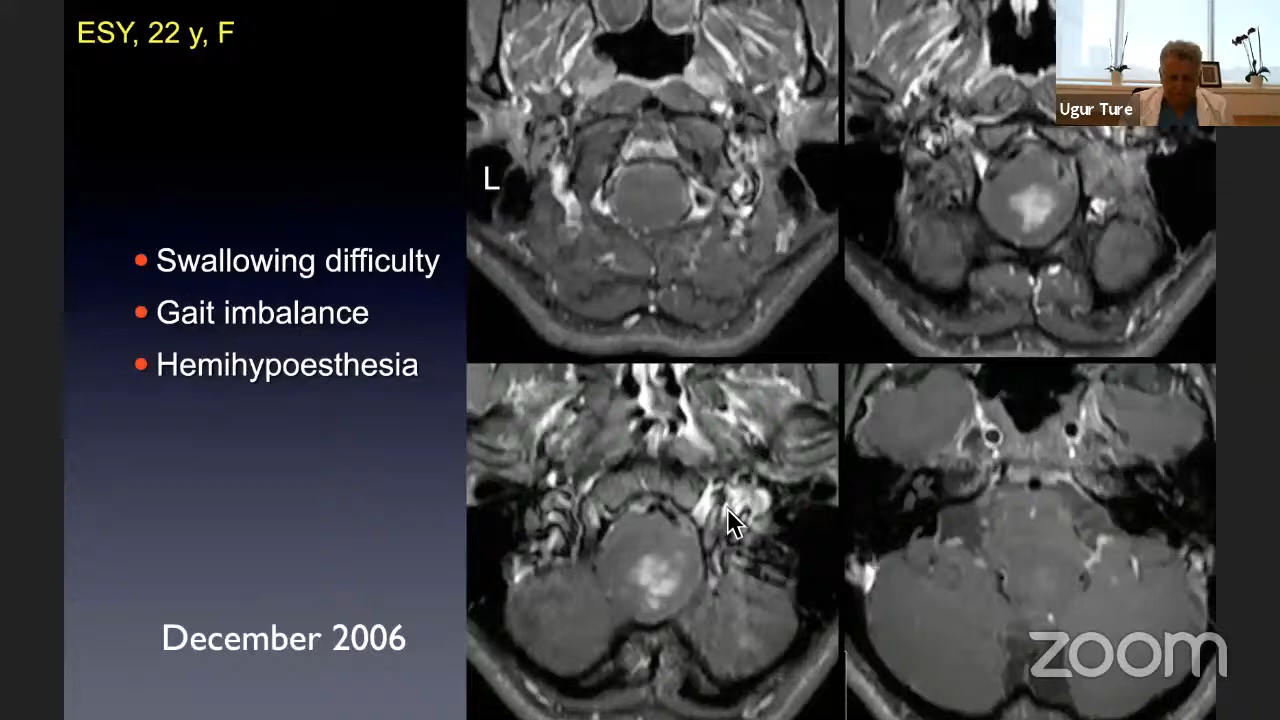 ESY, 22 y, F
Ugur Ture
L
• Swallowing difficulty
• Gait imbalance
• Hemihypoesthesia
December 2006
zoom